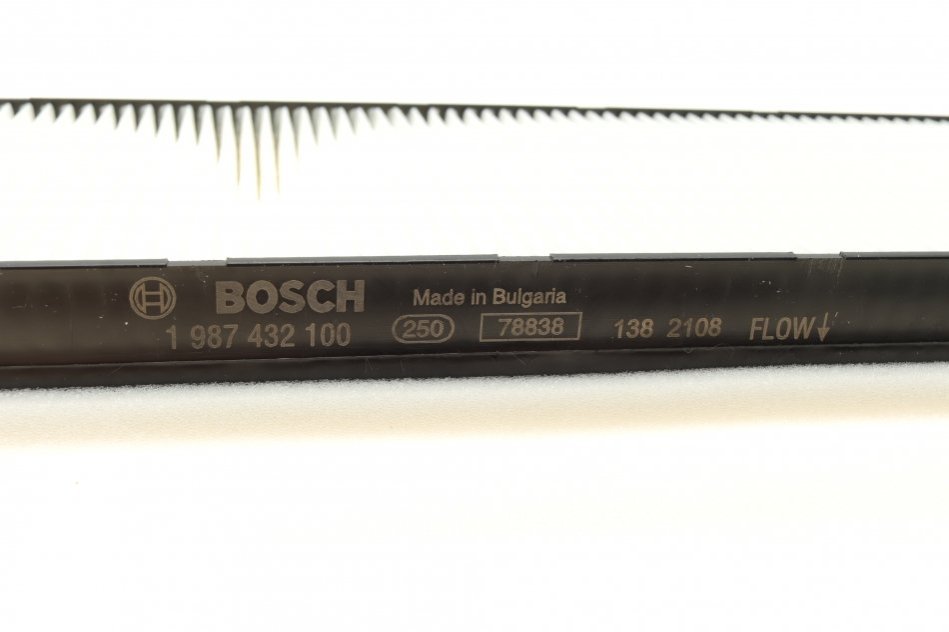 BOSCH Made in Bulgaria
1 987 432 100 250 78838 138 2108 FLOW↓